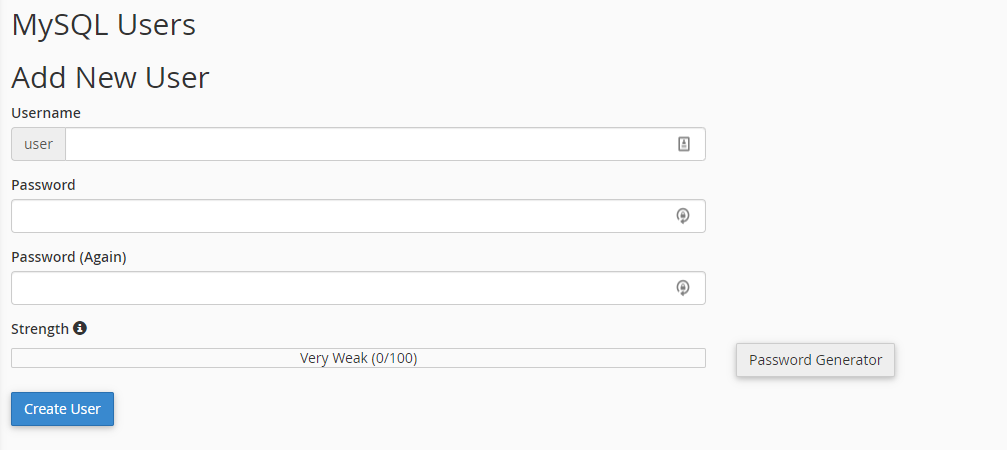 MySQL Users
Add New User
Username
user
Password
Password (Again)
Strength
Very Weak (0/100)
Password Generator
Create User